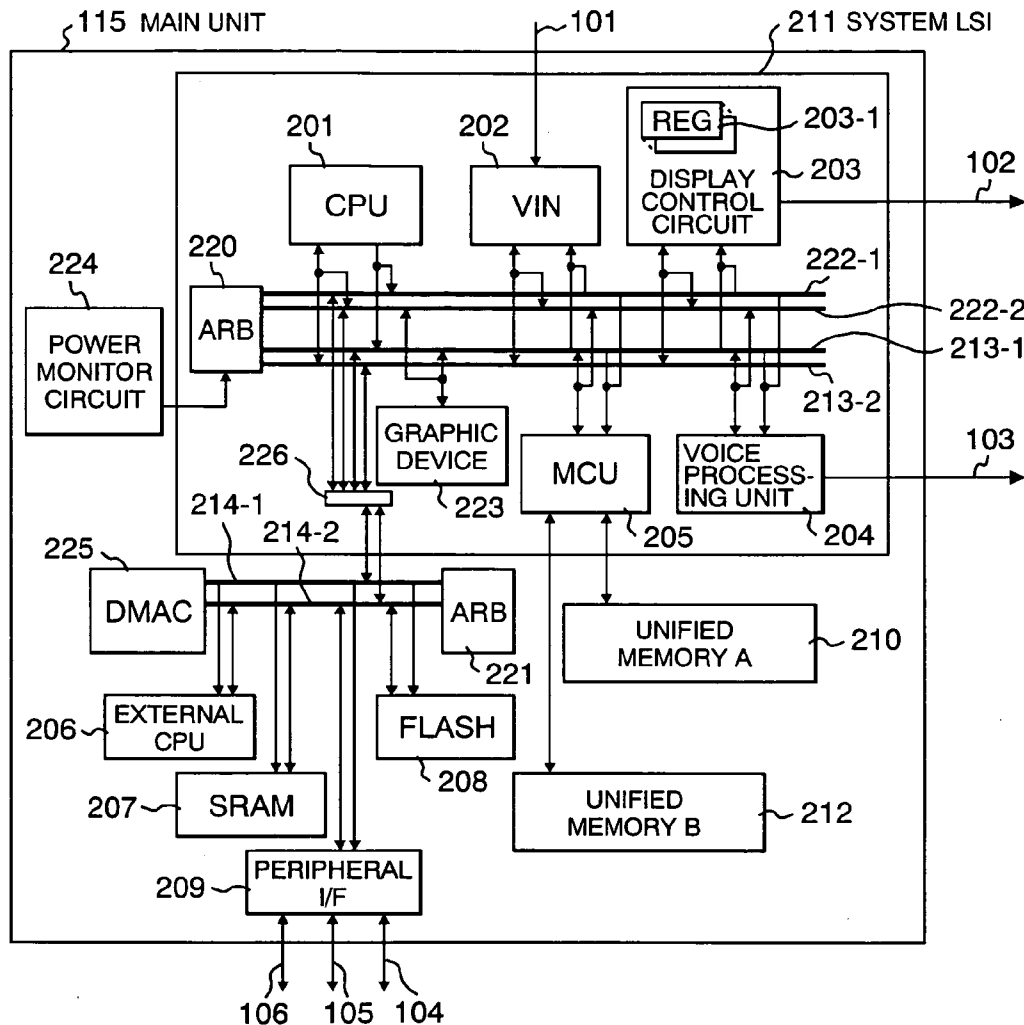 115 MAIN UNIT
101
211 SYSTEM LSI
201
202
REG
203-1
CPU
VIN
DISPLAY
CONTROL
CIRCUIT
203
102
220
224
ARB
222-1
222-2
POWER
MONITOR
CIRCUIT
213-1
213-2
GRAPHIC
DEVICE
MCU
VOICE
PROCESS-
ING UNIT
103
226
223
205
204
214-1
214-2
225
DMAC
ARB
221
UNIFIED
MEMORY A
210
206
EXTERNAL
CPU
FLASH
208
207
SRAM
UNIFIED
MEMORY B
212
209
PERIPHERAL
I/F
106
105
104